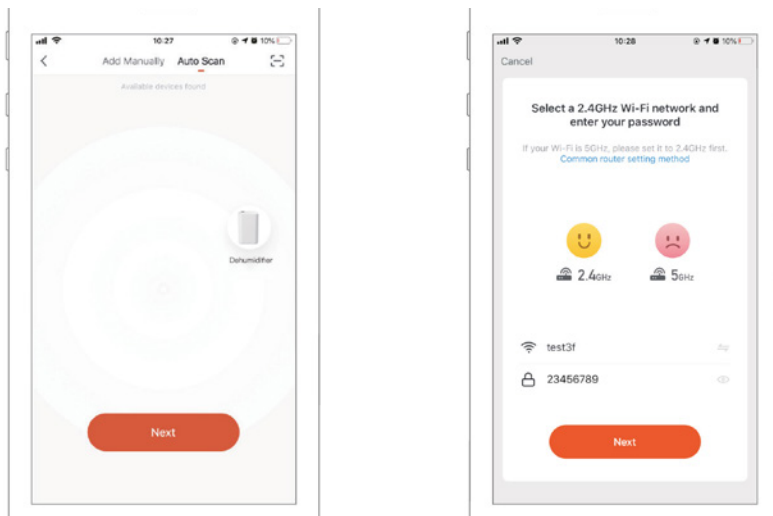 10:27
10%
Add Manually Auto Scan
Available devices found
Dehumidifier
Next
10:28
10%
Cancel
Select a 2.4GHz Wi-Fi network and
enter your password
If your Wi-Fi is 5GHz, please set it to 2.4GHz first.
Common router setting method
2.4GHz 5GHz
test3f
23456789
Next